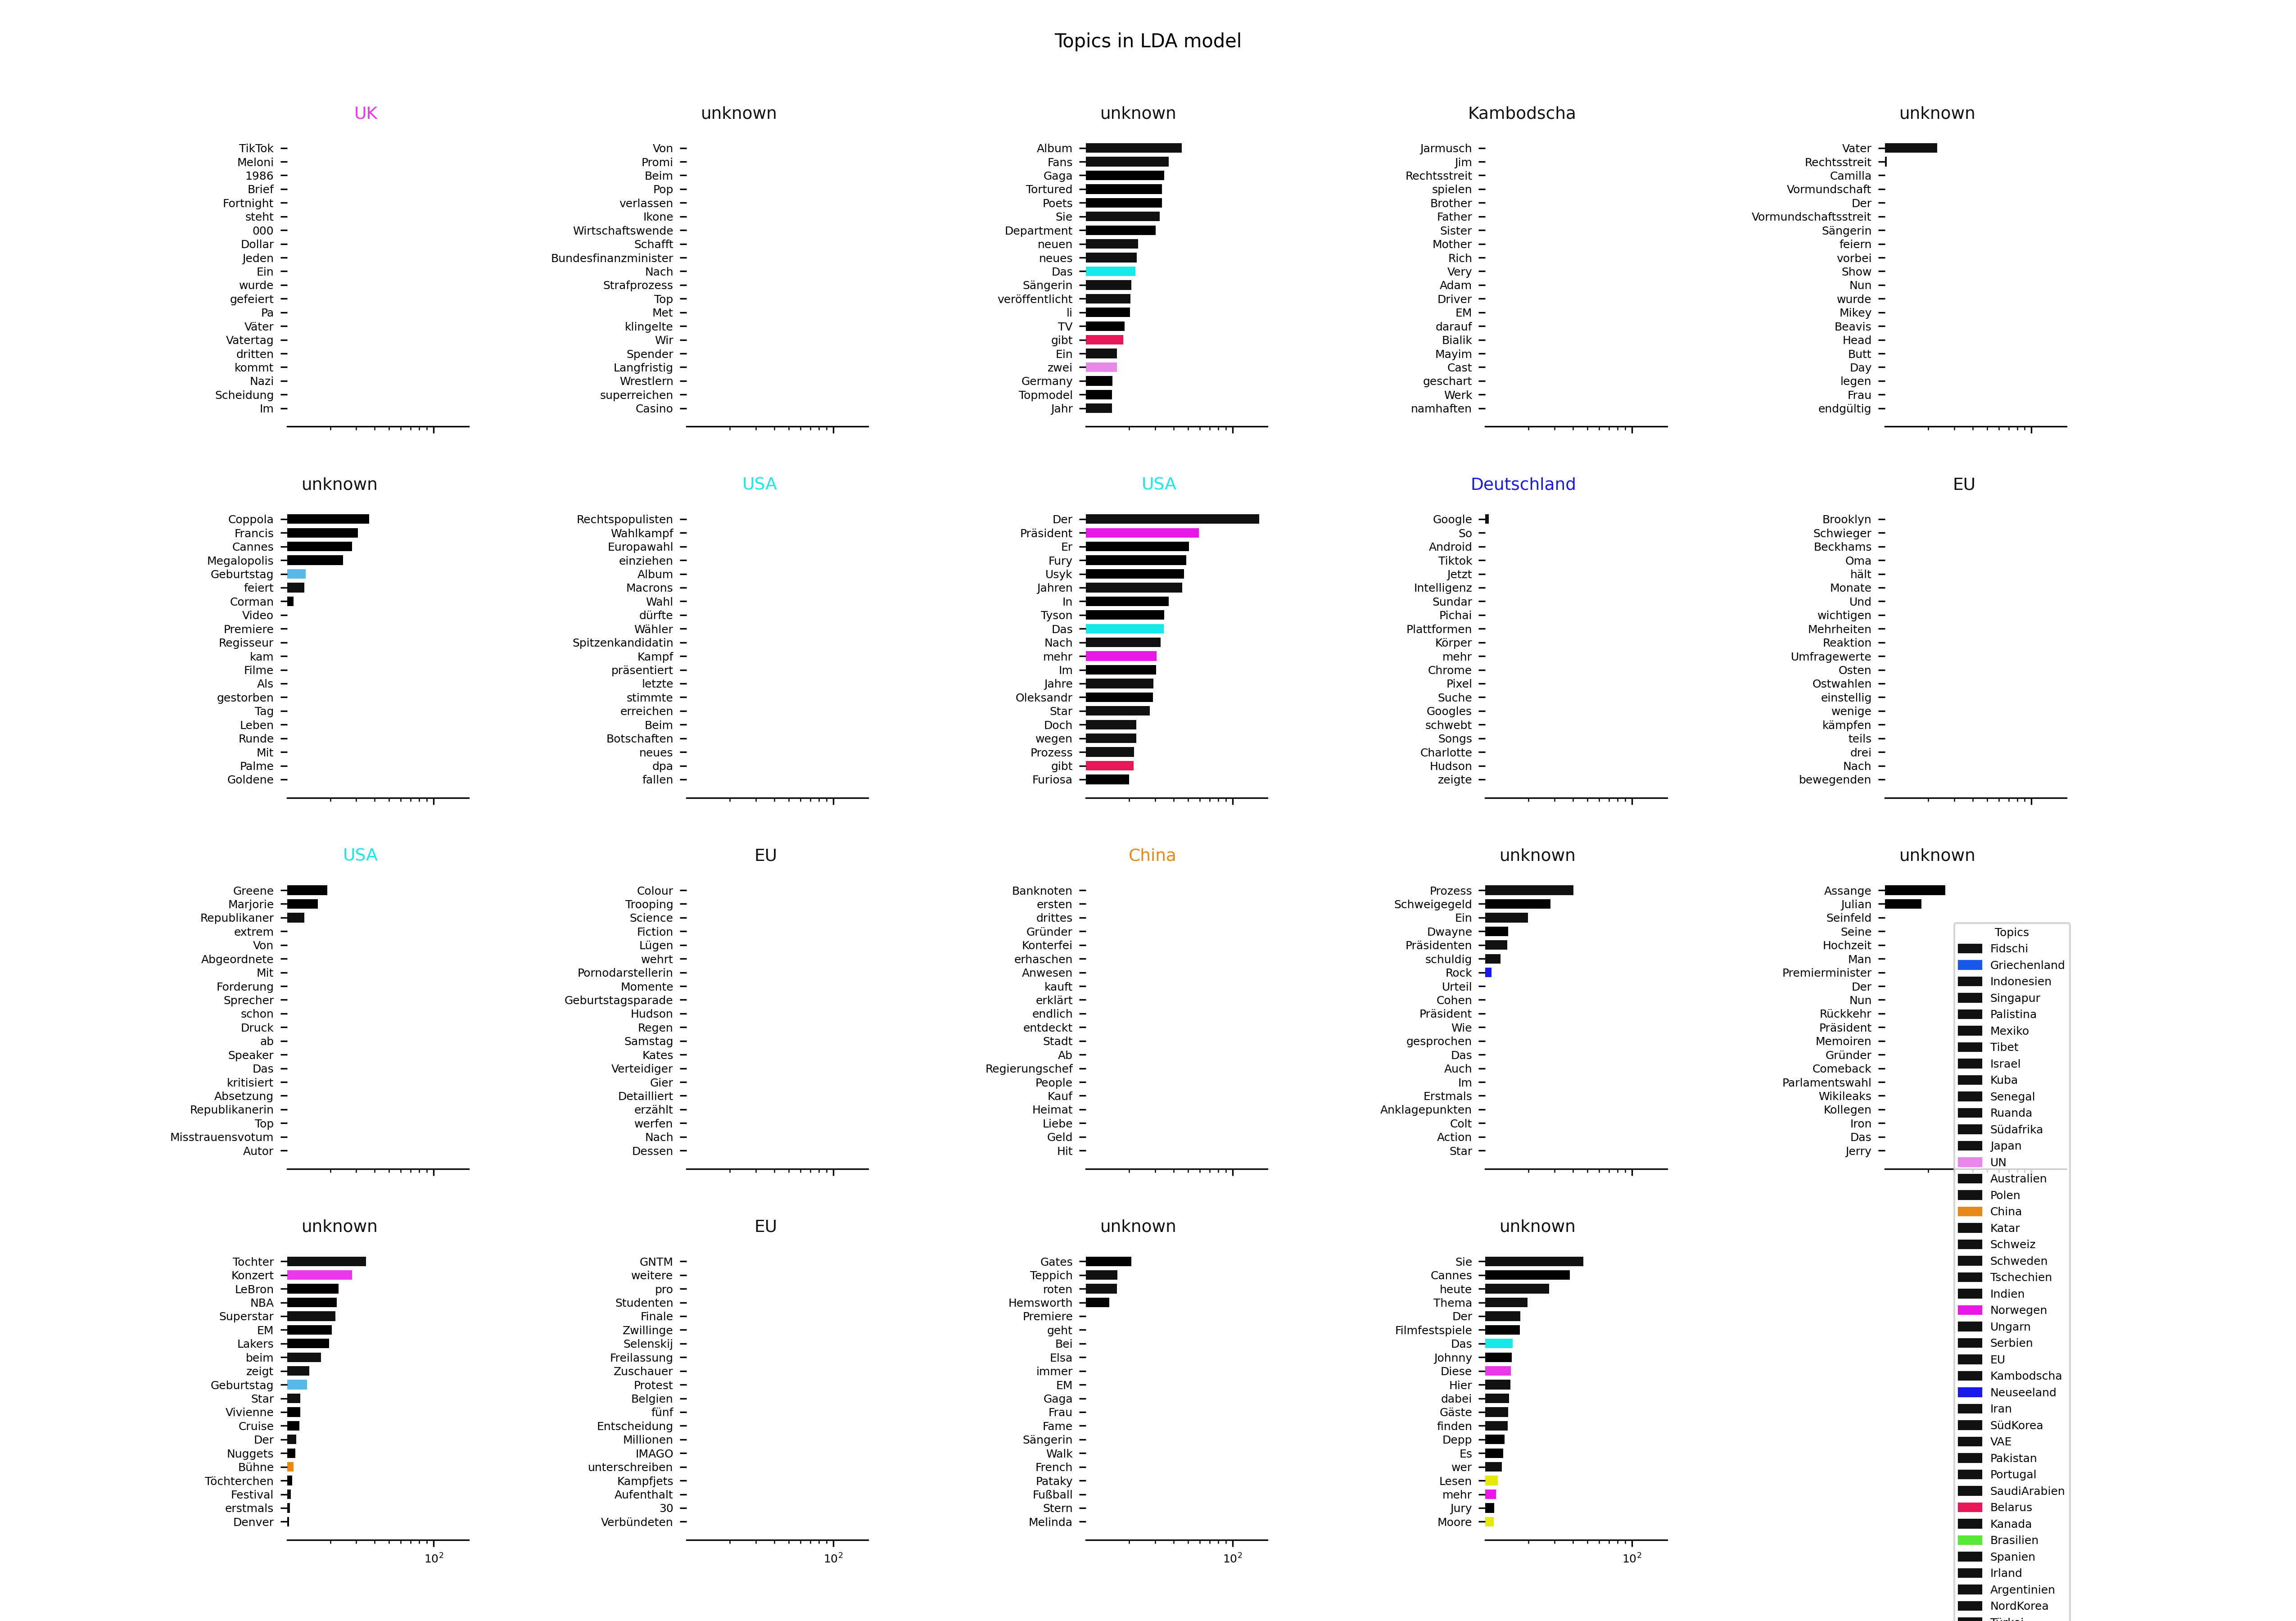 Topics in LDA model
UK
TikTok
Meloni
1986
Brief
Fortnight
steht
000
Dollar
Jeden
Ein
wurde
gefeiert
Pa
Väter
Vatertag
dritten
kommt
Nazi
Scheidung
Im
unknown
Von
Promi
Beim
Pop
verlassen
Ikone
Wirtschaftswende
Schafft
Bundesfinanzminister
Nach
Strafprozess
Top
Met
klingelte
Wir
Spender
Langfristig
Wrestlern
superreichen
Casino
unknown
Album
Fans
Gaga
Tortured
Poets
Sie
Department
neuen
neues
Das
Sängerin
veröffentlicht
li
TV
gibt
Ein
zwei
Germany
Topmodel
Jahr
Kambodscha
Jarmusch
Jim
Rechtsstreit
spielen
Brother
Father
Sister
Mother
Rich
Very
Adam
Driver
EM
darauf
Bialik
Mayim
Cast
geschart
Werk
namhaften
unknown
Vater
Rechtsstreit
Camilla
Vormundschaft
Der
Vormundschaftsstreit
Sängerin
feiern
vorbei
Show
Nun
wurde
Mikey
Beavis
Head
Butt
Day
legen
Frau
endgültig
unknown
Coppola
Francis
Cannes
Megalopolis
Geburtstag
feiert
Corman
Video
Premiere
Regisseur
kam
Filme
Als
gestorben
Tag
Leben
Runde
Mit
Palme
Goldene
USA
Rechtspopulisten
Wahlkampf
Europawahl
einziehen
Album
Macrons
Wahl
dürfte
Wähler
Spitzenkandidatin
Kampf
präsentiert
letzte
stimmte
erreichen
Beim
Botschaften
neues
dpa
fallen
USA
Der
Präsident
Er
Fury
Usyk
Jahren
In
Tyson
Das
Nach
mehr
Im
Jahre
Oleksandr
Star
Doch
wegen
Prozess
gibt
Furiosa
Deutschland
Google
So
Android
Tiktok
Jetzt
Intelligenz
Sundar
Pichai
Plattformen
Körper
mehr
Chrome
Pixel
Suche
Googles
schwebt
Songs
Charlotte
Hudson
zeigte
EU
Brooklyn
Schwieger
Beckhams
Oma
hält
Monate
Und
wichtigen
Mehrheiten
Reaktion
Umfragewerte
Osten
Ostwahlen
einstellig
wenige
kämpfen
teils
drei
Nach
bewegenden
USA
Greene
Marjorie
Republikaner
extrem
Von
Abgeordnete
Mit
Forderung
Sprecher
schon
Druck
ab
Speaker
Das
kritisiert
Absetzung
Republikanerin
Top
Misstrauensvotum
Autor
EU
Colour
Trooping
Science
Fiction
Lügen
wehrt
Pornodarstellerin
Momente
Geburtstagsparade
Hudson
Regen
Samstag
Kates
Verteidiger
Gier
Detailliert
erzählt
werfen
Nach
Dessen
China
Banknoten
ersten
drittes
Gründer
Konterfei
erhaschen
Anwesen
kauft
erklärt
endlich
entdeckt
Stadt
Ab
Regierungschef
People
Kauf
Heimat
Liebe
Geld
Hit
unknown
Prozess
Schweigegeld
Ein
Dwayne
Präsidenten
schuldig
Rock
Urteil
Cohen
Präsident
Wie
gesprochen
Das
Auch
Im
Erstmals
Anklagepunkten
Colt
Action
Star
unknown
Assange
Julian
Seinfeld
Seine
Hochzeit
Man
Premierminister
Der
Nun
Rückkehr
Präsident
Memoiren
Gründer
Comeback
Parlamentswahl
Wikileaks
Kollegen
Iron
Das
Jerry
unknown
Tochter
Konzert
LeBron
NBA
Superstar
EM
Lakers
beim
zeigt
Geburtstag
Star
Vivienne
Cruise
Der
Nuggets
Bühne
Töchterchen
Festival
erstmals
Denver
10²
EU
GNTM
weitere
pro
Studenten
Finale
Zwillinge
Selenskij
Freilassung
Zuschauer
Protest
Belgien
fünf
Entscheidung
Millionen
IMAGO
unterschreiben
Kampfjets
Aufenthalt
30
Verbündeten
10²
unknown
Gates
Teppich
roten
Hemsworth
Premiere
geht
Bei
Elsa
immer
EM
Gaga
Frau
Fame
Sängerin
Walk
French
Pataky
Fußball
Stern
Melinda
10²
unknown
Sie
Cannes
heute
Thema
Der
Filmfestspiele
Das
Johnny
Diese
Hier
dabei
Gäste
finden
Depp
Es
wer
Lesen
mehr
Jury
Moore
10²
Topics
Fidschi
Griechenland
Indonesien
Singapur
Palistina
Mexiko
Tibet
Israel
Kuba
Senegal
Ruanda
Südafrika
Japan
UN
Australien
Polen
China
Katar
Schweiz
Schweden
Tschechien
Indien
Norwegen
Ungarn
Serbien
EU
Kambodscha
Neuseeland
Iran
SüdKorea
VAE
Pakistan
Portugal
SaudiArabien
Belarus
Kanada
Brasilien
Spanien
Irland
Argentinien
NordKorea